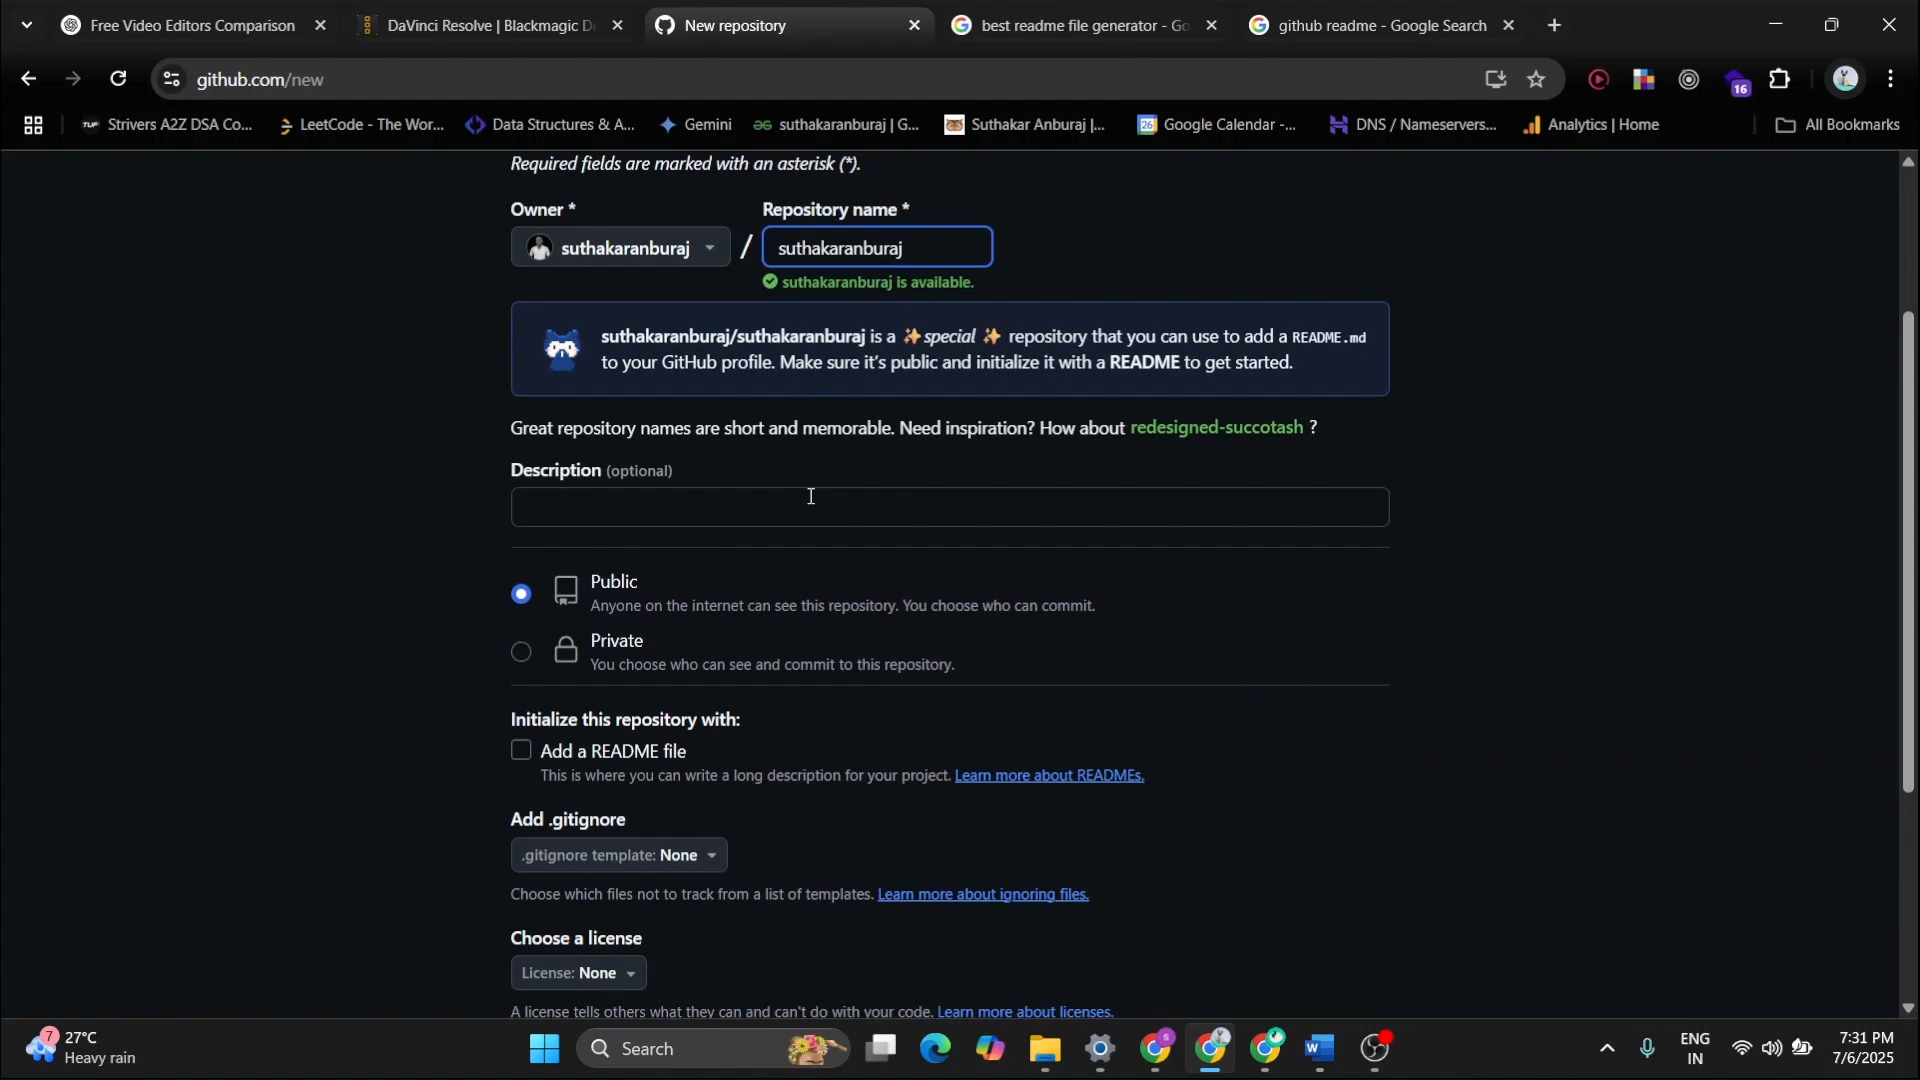 Free Video Editors Comparison
DaVinci Resolve | Blackmagic De
New repository
best readme file generator - Go
github readme - Google Search
github.com/new
16
TUF Strivers A2Z DSA Co...
LeetCode - The Wor...
Data Structures & A...
Gemini
suthakaranburaj | G...
Suthakar Anburaj |...
26 Google Calendar -...
DNS / Nameservers...
Analytics | Home
All Bookmarks
Required fields are marked with an asterisk (*).
Owner *
Repository name *
suthakaranburaj
/
suthakaranburaj
suthakaranburaj is available.
suthakaranburaj/suthakaranburaj is a ✨special ✨ repository that you can use to add a README.md
to your GitHub profile. Make sure it's public and initialize it with a README to get started.
Great repository names are short and memorable. Need inspiration? How about redesigned-succotash ?
Description (optional)
Public
Anyone on the internet can see this repository. You choose who can commit.
Private
You choose who can see and commit to this repository.
Initialize this repository with:
Add a README file
This is where you can write a long description for your project. Learn more about READMEs.
Add .gitignore
.gitignore template: None
Choose which files not to track from a list of templates. Learn more about ignoring files.
Choose a license
License: None
A license tells others what they can and can't do with your code. Learn more about licenses.
7
27°C
Heavy rain
Search
ENG
IN
7:31 PM
7/6/2025